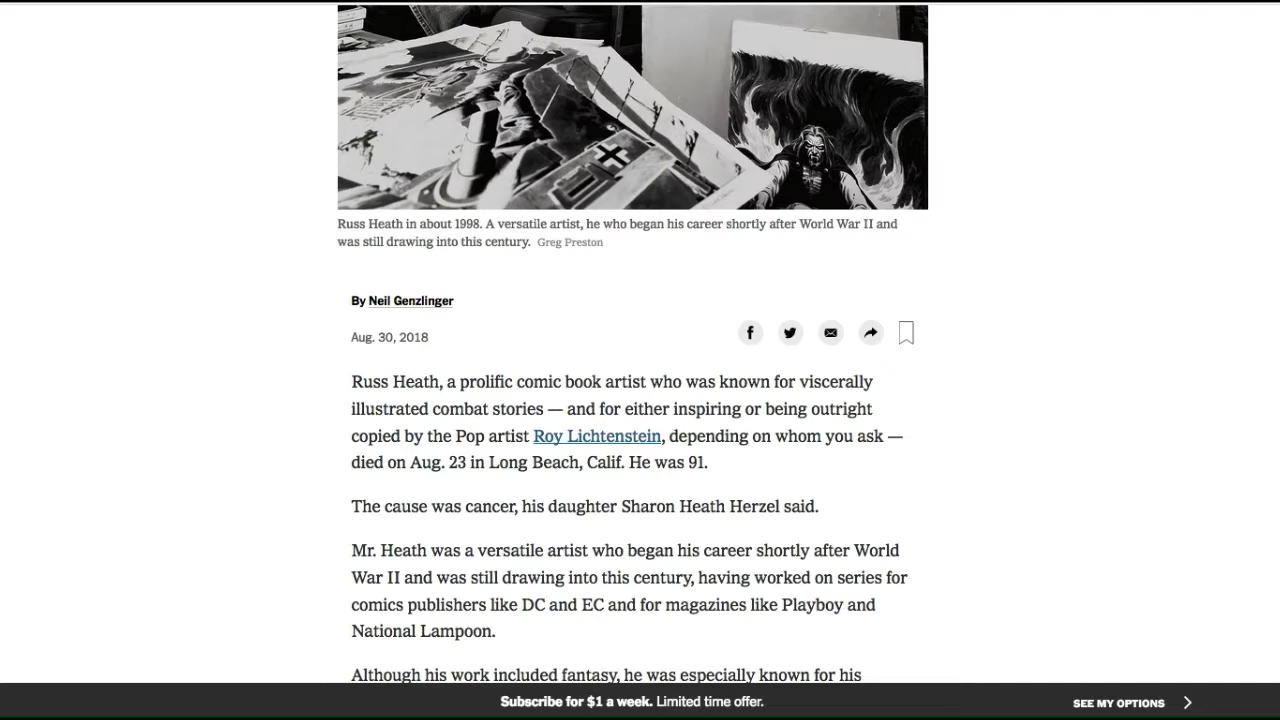 Russ Heath in about 1998. A versatile artist, he who began his career shortly after World War II and
was still drawing into this century. Greg Preston
By Neil Genzlinger
Aug. 30, 2018
Russ Heath, a prolific comic book artist who was known for viscerally
illustrated combat stories — and for either inspiring or being outright
copied by the Pop artist Roy Lichtenstein, depending on whom you ask —
died on Aug. 23 in Long Beach, Calif. He was 91.
The cause was cancer, his daughter Sharon Heath Herzel said.
Mr. Heath was a versatile artist who began his career shortly after World
War II and was still drawing into this century, having worked on series for
comics publishers like DC and EC and for magazines like Playboy and
National Lampoon.
Although his work included fantasy, he was especially known for his
Subscribe for $1 a week. Limited time offer.
SEE MY OPTIONS